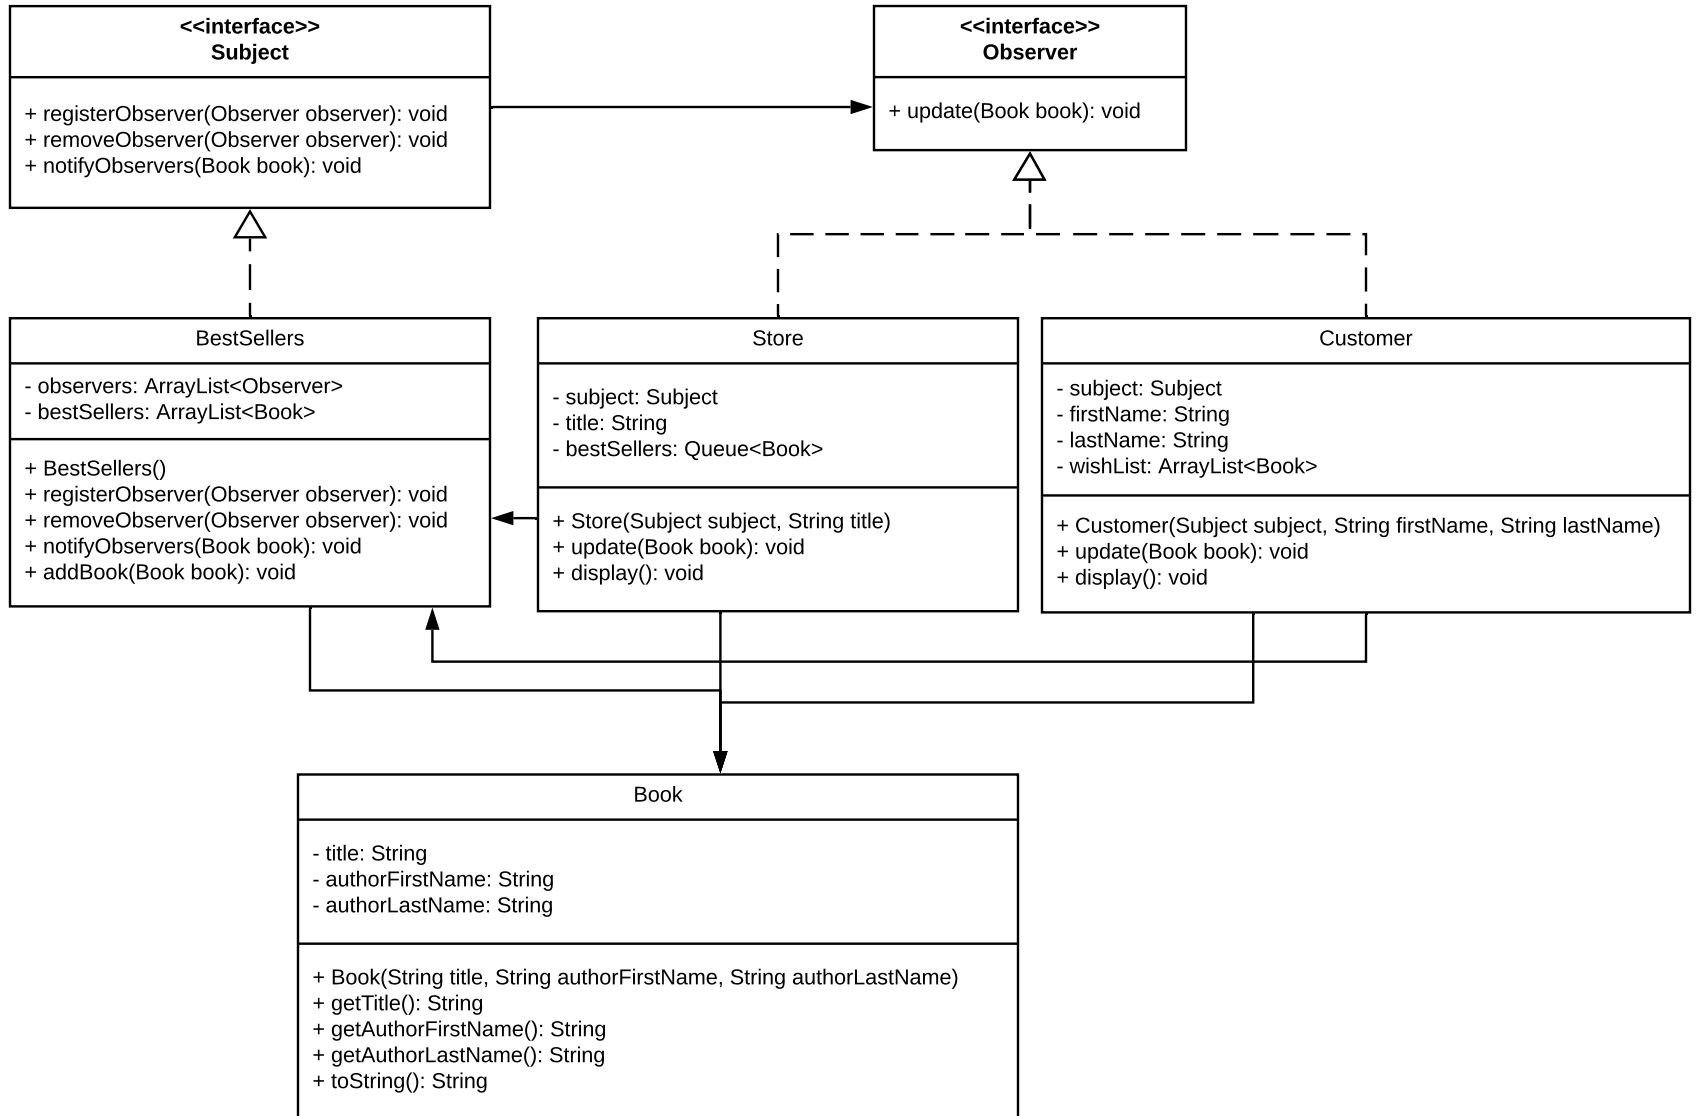 <<interface>>
Subject
+ registerObserver(Observer observer): void
+ removeObserver(Observer observer): void
+ notifyObservers(Book book): void
<<interface>>
Observer
+ update(Book book): void
BestSellers
- observers: ArrayList<Observer>
- bestSellers: ArrayList<Book>
+ BestSellers()
+ registerObserver(Observer observer): void
+ removeObserver(Observer observer): void
+ notifyObservers(Book book): void
+ addBook(Book book): void
Store
- subject: Subject
- title: String
- bestSellers: Queue<Book>
+ Store(Subject subject, String title)
+ update(Book book): void
+ display(): void
Customer
- subject: Subject
- firstName: String
- lastName: String
- wishList: ArrayList<Book>
+ Customer(Subject subject, String firstName, String lastName)
+ update(Book book): void
+ display(): void
Book
- title: String
- authorFirstName: String
- authorLastName: String
+ Book(String title, String authorFirstName, String authorLastName)
+ getTitle(): String
+ getAuthorFirstName(): String
+ getAuthorLastName(): String
+ toString(): String